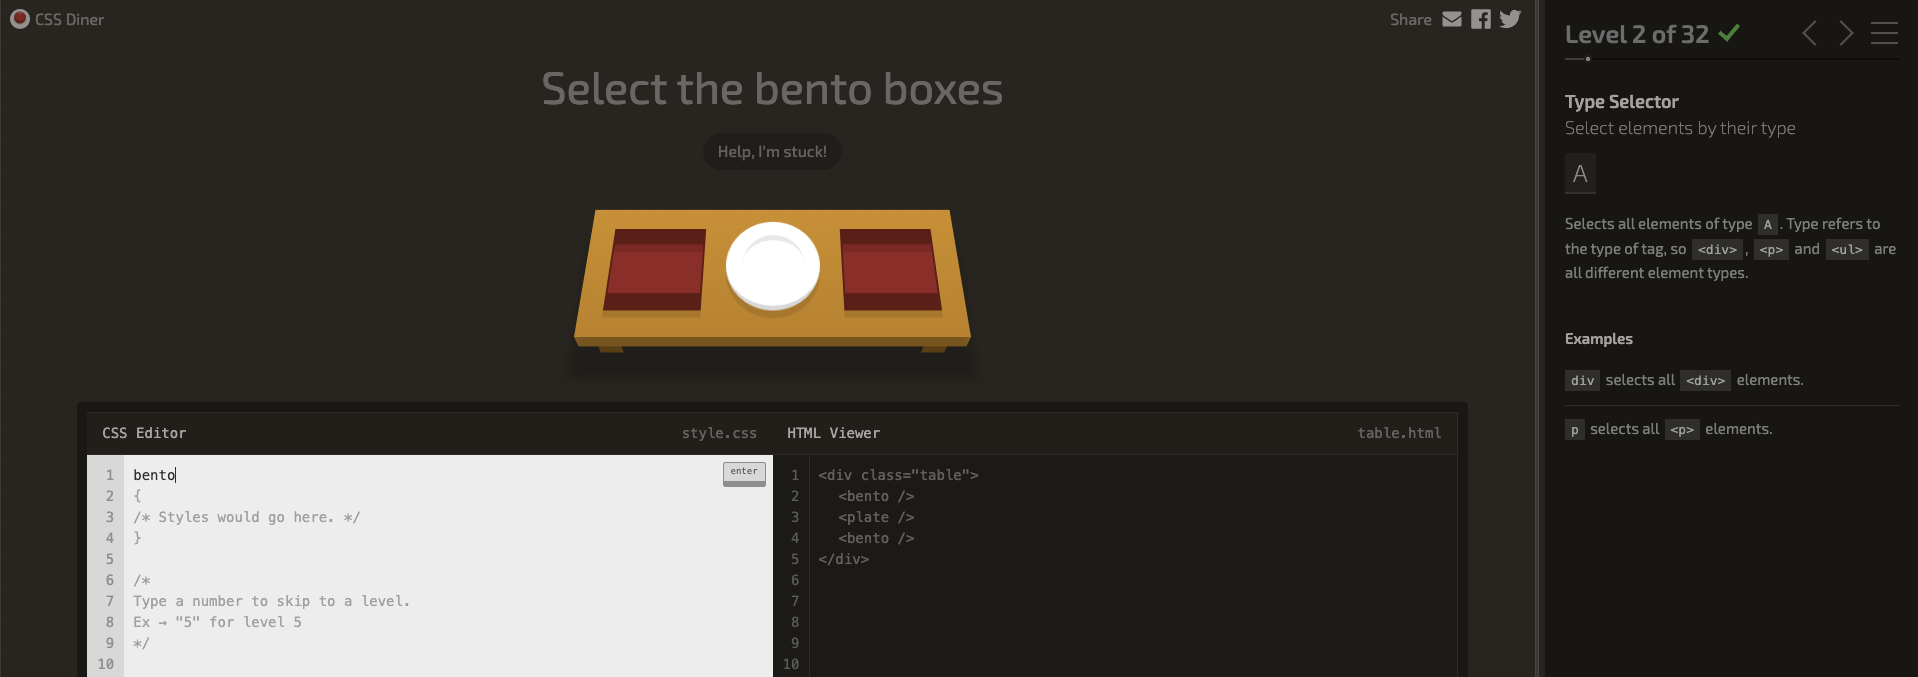 CSS Diner
Share
Select the bento boxes
Help, I'm stuck!
CSS Editor
style.css
1 bento
enter
2 {
3 /* Styles would go here. */
4 }
5
6 /*
7 Type a number to skip to a level.
8 Ex → "5" for level 5
9 */
10
HTML Viewer
table.html
1 <div class="table">
2 <bento />
3 <plate />
4 <bento />
5 </div>
6
7
8
9
10
Level 2 of 32
Type Selector
Select elements by their type
A
Selects all elements of type A. Type refers to
the type of tag, so <div>, <p> and <ul> are
all different element types.
Examples
div selects all <div> elements.
p selects all <p> elements.